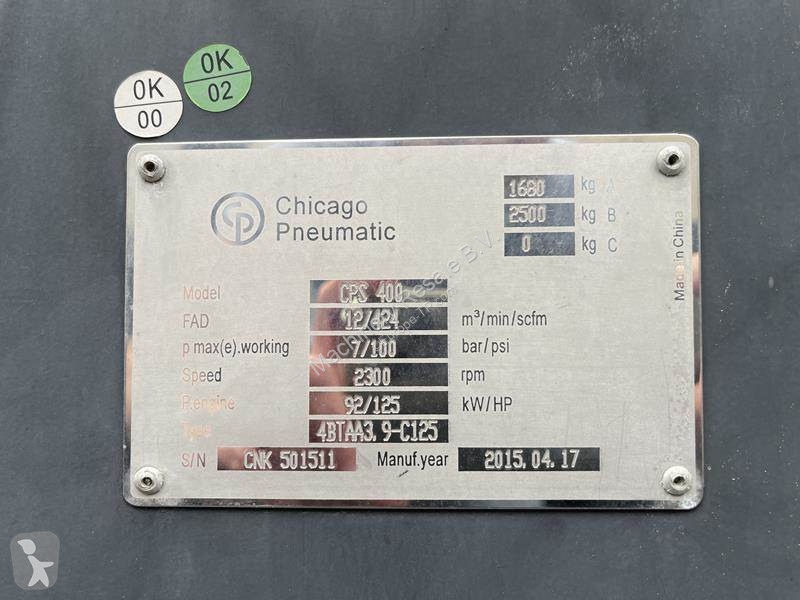 OK
00
OK
02
CP
Chicago
Pneumatic
1680 kg A
2500 kg B
0 kg C
Made in China
Model CPS 400
FAD 12/424 m³/min/scfm
p max(e).working 7/100 bar/psi
Speed 2300 rpm
P.engine 92/125 kW/HP
Type 4BTAA3.9-C125
S/N CNK 501511 Manuf.year 2015.04.17